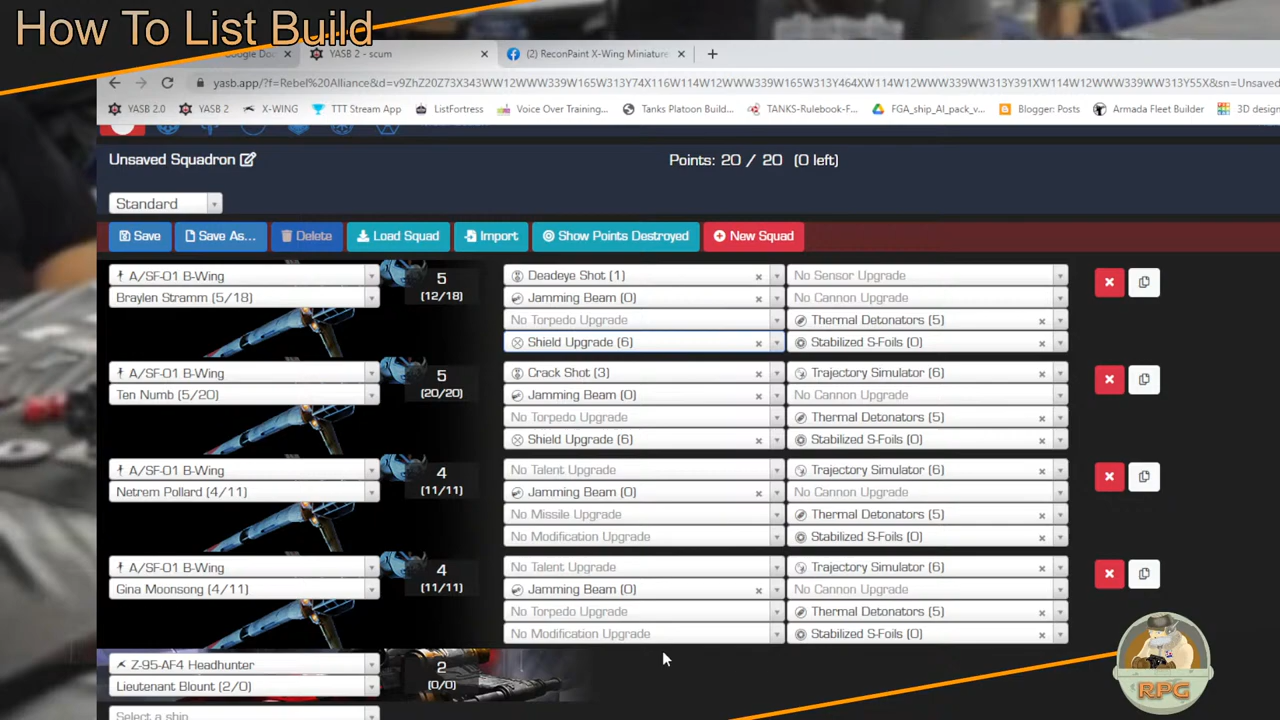 How To List Build
Google Doc
YASB 2 - scum
(2) ReconPaint X-Wing Miniature
yasb.app/?f=Rebel%20Alliance&d=v9ZhZ20Z73X343WW12WWW339W165W313Y74X116W114W12WWW339W165W313Y464XW114W12WWW339WW313Y391XW114W12WWW339WW313Y55X&sn=Unsaved
YASB 2.0
YASB 2
X-WING
TTT Stream App
ListFortress
Voice Over Training...
Tanks Platoon Build...
TANKS-Rulebook-F...
FGA_ship_AI_pack_v...
Blogger: Posts
Armada Fleet Builder
3D design
Unsaved Squadron
Points: 20 / 20 (0 left)
Standard
Save
Save As...
Delete
Load Squad
Import
Show Points Destroyed
New Squad
A/SF-01 B-Wing
5
Deadeye Shot (1)
No Sensor Upgrade
Braylen Stramm (5/18)
(12/18)
Jamming Beam (0)
No Cannon Upgrade
No Torpedo Upgrade
Thermal Detonators (5)
Shield Upgrade (6)
Stabilized S-Foils (0)
A/SF-01 B-Wing
5
Crack Shot (3)
Trajectory Simulator (6)
Ten Numb (5/20)
(20/20)
Jamming Beam (0)
No Cannon Upgrade
No Torpedo Upgrade
Thermal Detonators (5)
Shield Upgrade (6)
Stabilized S-Foils (0)
A/SF-01 B-Wing
4
No Talent Upgrade
Trajectory Simulator (6)
Netrem Pollard (4/11)
(11/11)
Jamming Beam (0)
No Cannon Upgrade
No Missile Upgrade
Thermal Detonators (5)
No Modification Upgrade
Stabilized S-Foils (0)
A/SF-01 B-Wing
4
No Talent Upgrade
Trajectory Simulator (6)
Gina Moonsong (4/11)
(11/11)
Jamming Beam (0)
No Cannon Upgrade
No Torpedo Upgrade
Thermal Detonators (5)
No Modification Upgrade
Stabilized S-Foils (0)
Z-95-AF4 Headhunter
2
Lieutenant Blount (2/0)
(0/0)
Select a ship
RPG